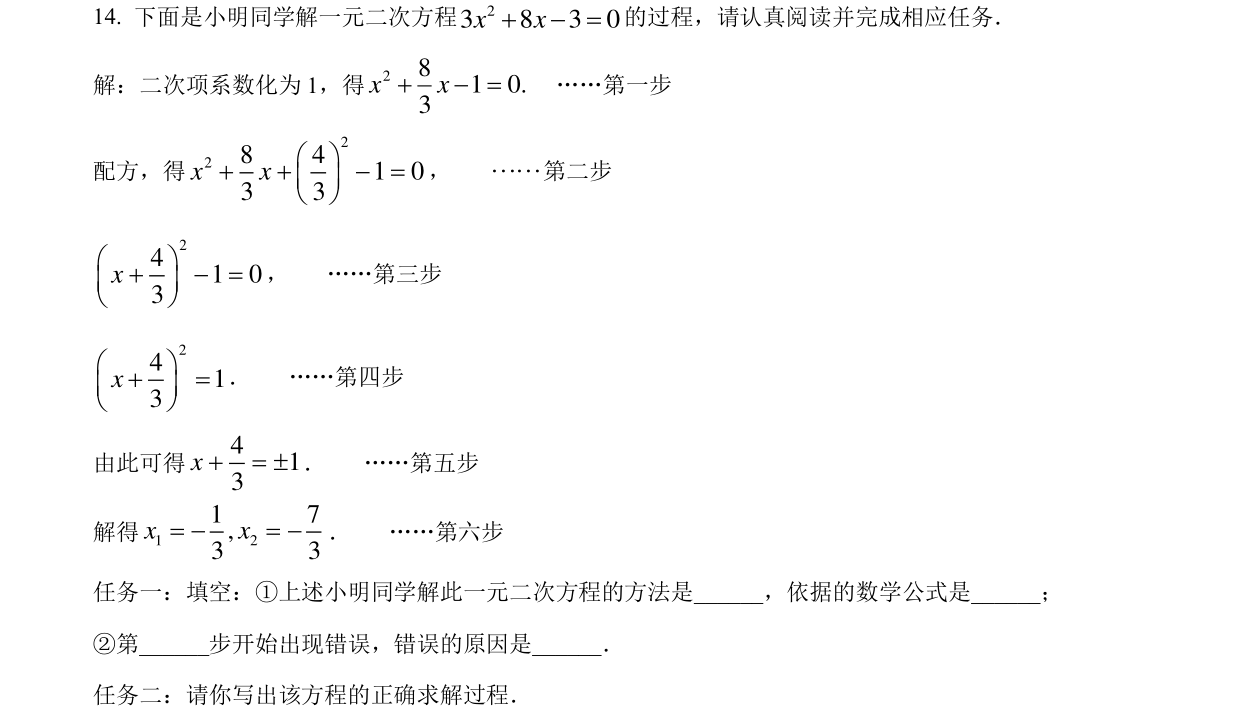 14. 下面是小明同学解一元二次方程3x²+8x−3=0的过程，请认真阅读并完成相应任务．
解：二次项系数化为1，得 x²+8/3 x−1=0. ……第一步
配方，得 x²+8/3 x+(4/3)²−1=0， ……第二步
(x+4/3)²−1=0， ……第三步
(x+4/3)²=1． ……第四步
由此可得 x+4/3=±1． ……第五步
解得 x₁=−1/3,x₂=−7/3． ……第六步
任务一：填空：①上述小明同学解此一元二次方程的方法是______，依据的数学公式是______；
②第______步开始出现错误，错误的原因是______．
任务二：请你写出该方程的正确求解过程．